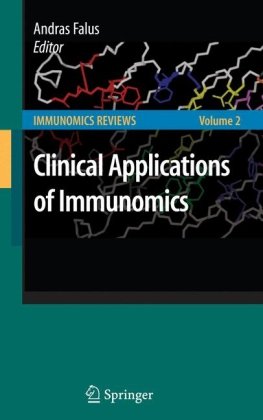 Andras Falus
Editor
IMMUNOMICS REVIEWS Volume 2
Clinical Applications
of Immunomics
Springer